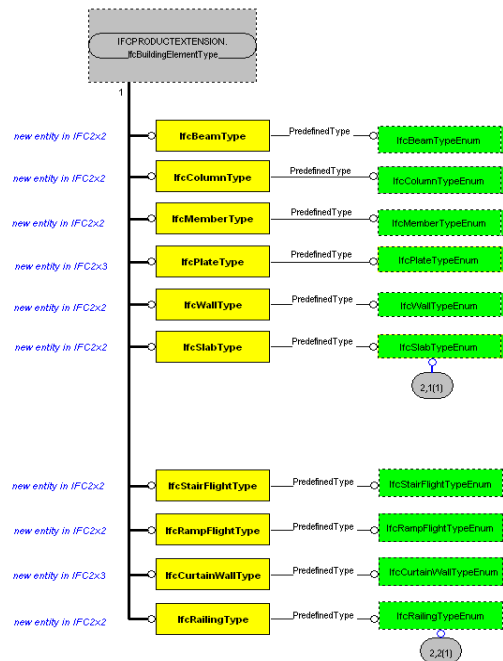 IFCPRODUCTEXTENSION.
IfcBuildingElementType
1
new entity in IFC2x2 IfcBeamType PredefinedType IfcBeamTypeEnum
new entity in IFC2x2 IfcColumnType PredefinedType IfcColumnTypeEnum
new entity in IFC2x2 IfcMemberType PredefinedType IfcMemberTypeEnum
new entity in IFC2x3 IfcPlateType PredefinedType IfcPlateTypeEnum
new entity in IFC2x2 IfcWallType PredefinedType IfcWallTypeEnum
new entity in IFC2x2 IfcSlabType PredefinedType IfcSlabTypeEnum
2,1(1)
new entity in IFC2x2 IfcStairFlightType PredefinedType IfcStairFlightTypeEnum
new entity in IFC2x2 IfcRampFlightType PredefinedType IfcRampFlightTypeEnum
new entity in IFC2x3 IfcCurtainWallType PredefinedType IfcCurtainWallTypeEnum
new entity in IFC2x2 IfcRailingType PredefinedType IfcRailingTypeEnum
2,2(1)